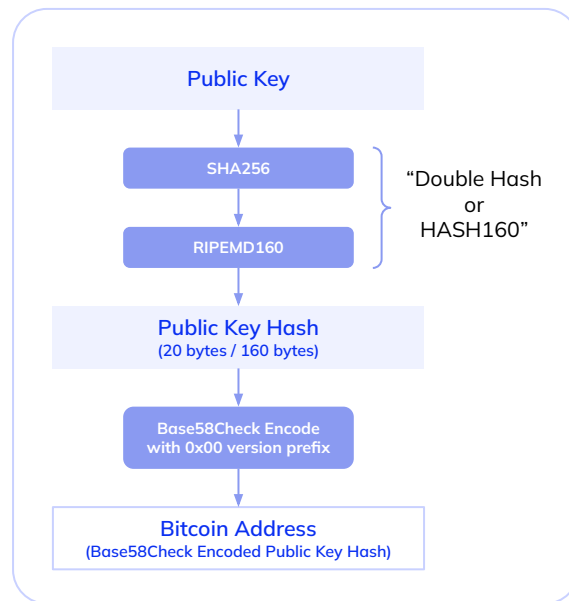 Public Key
SHA256
“Double Hash
or
HASH160”
RIPEMD160
Public Key Hash
(20 bytes / 160 bytes)
Base58Check Encode
with 0x00 version prefix
Bitcoin Address
(Base58Check Encoded Public Key Hash)